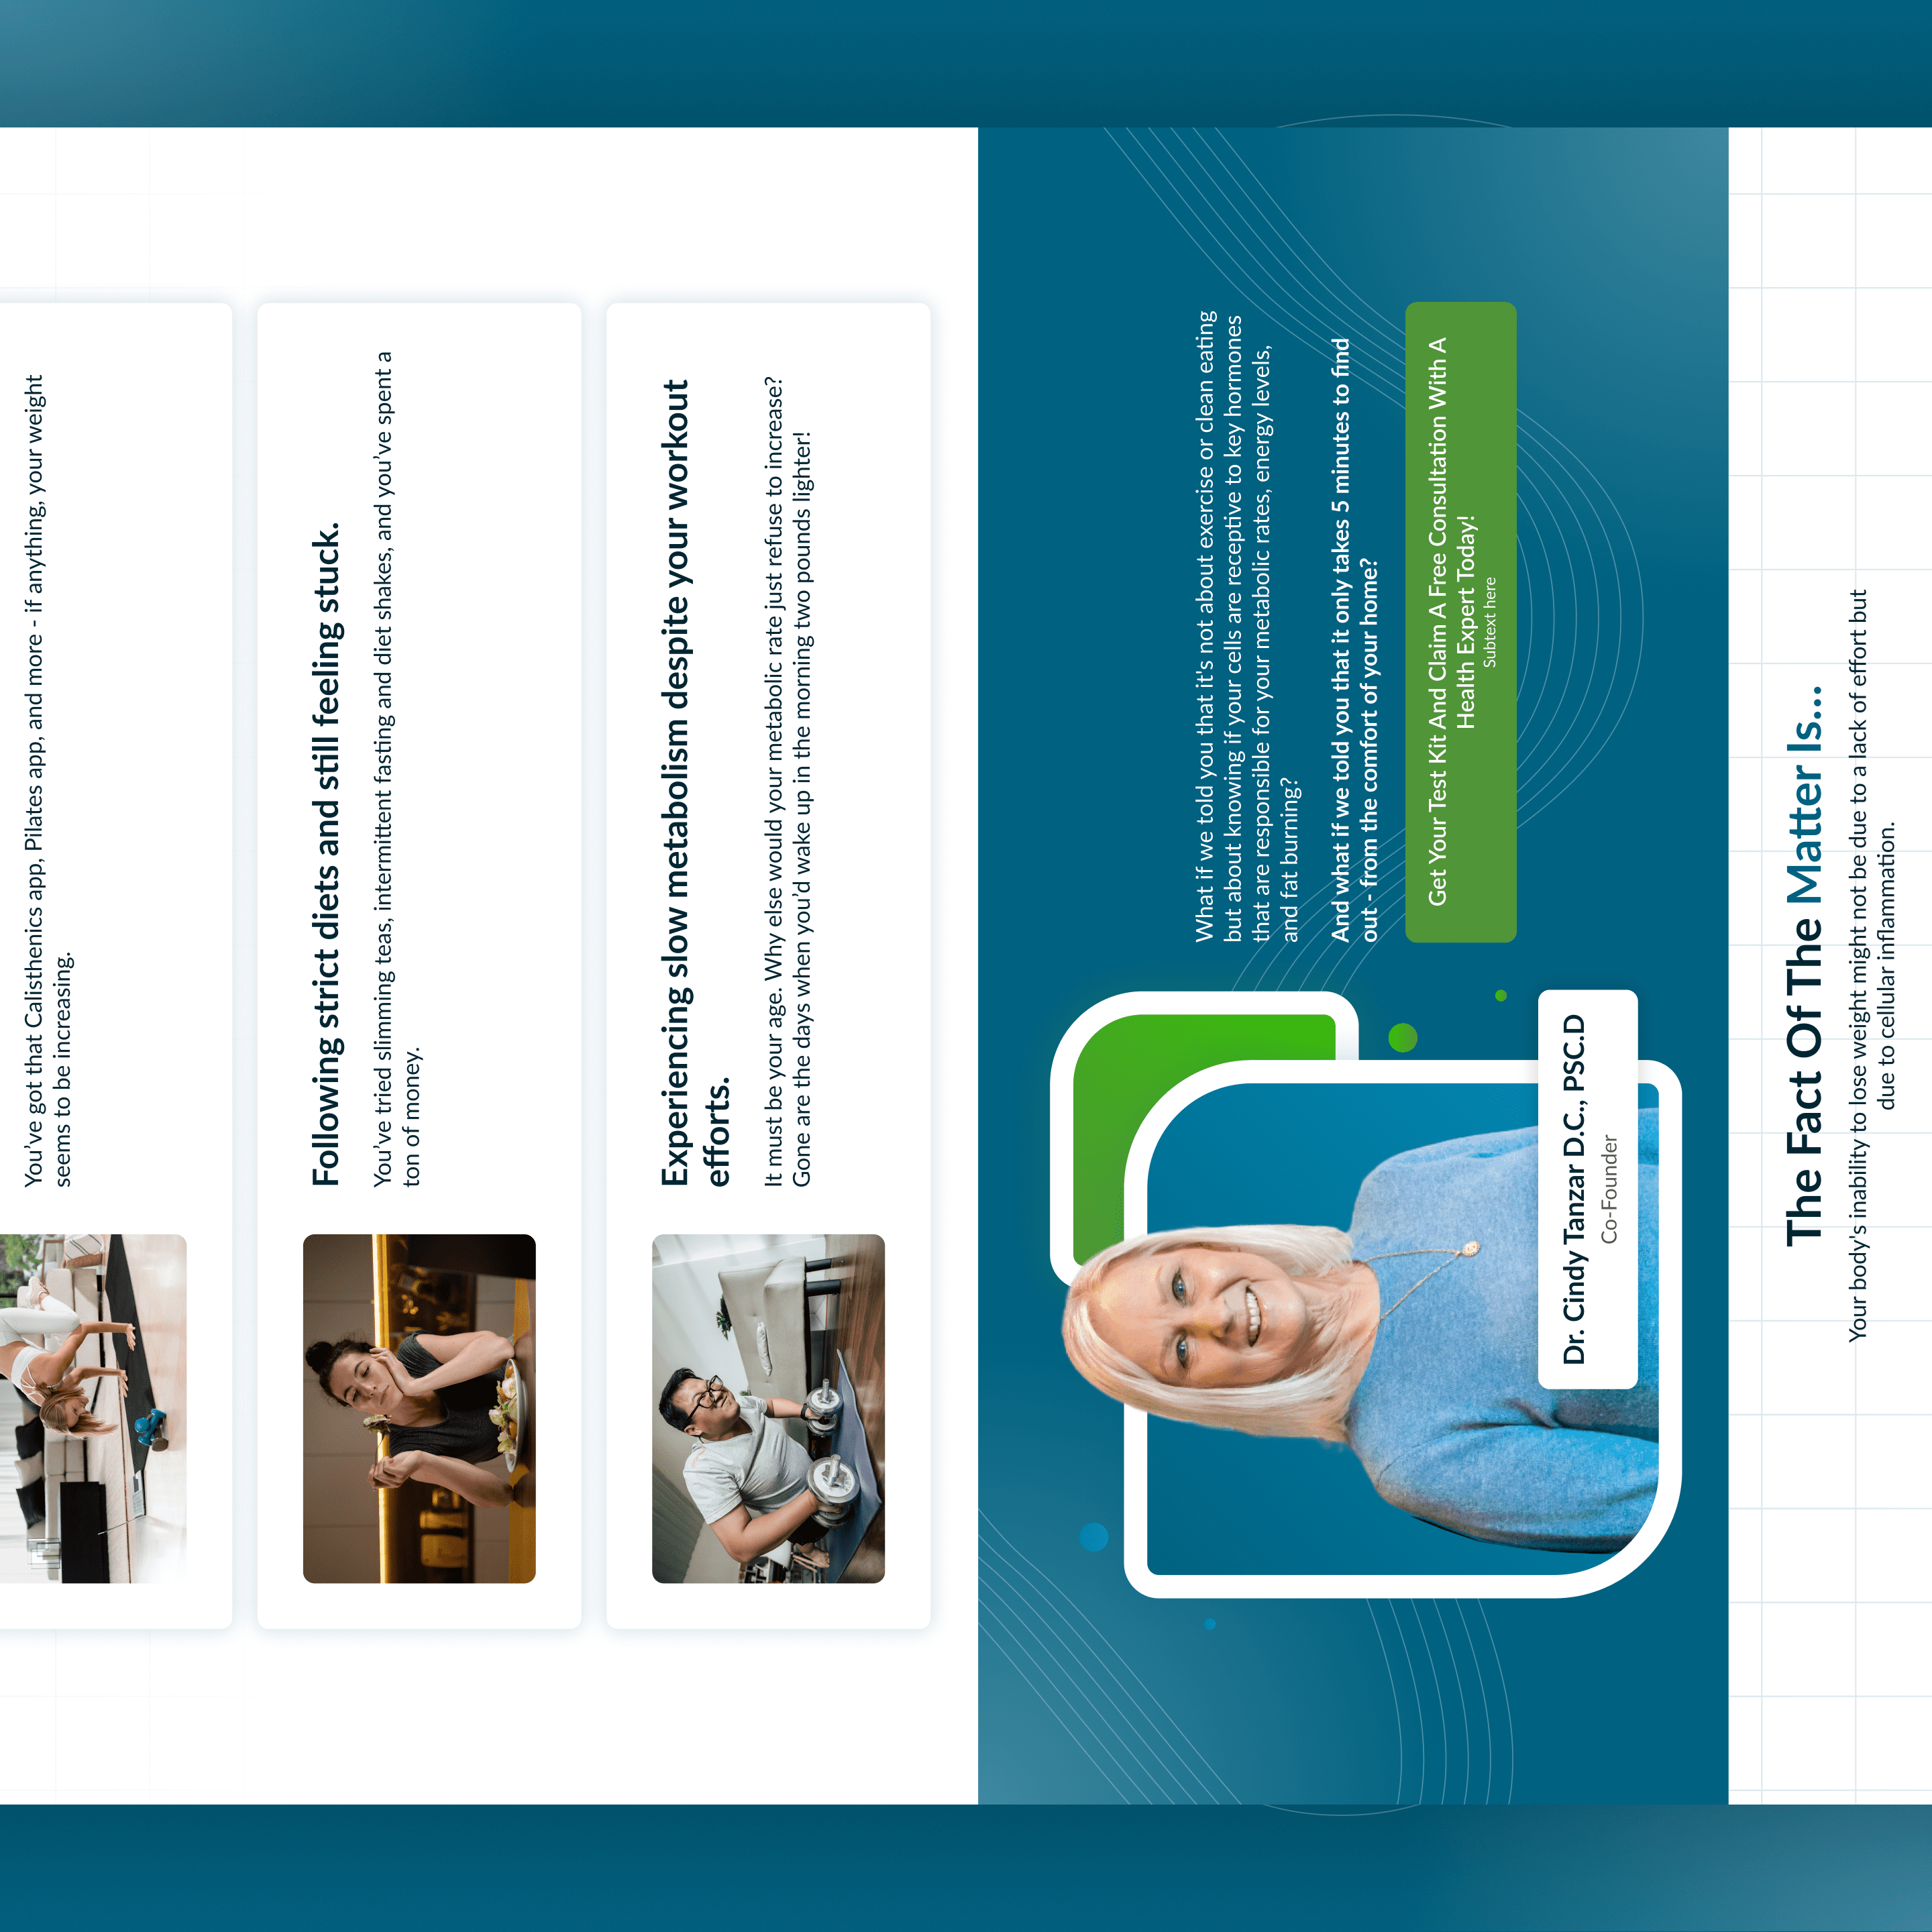 You've got that Calisthenics app, Pilates app, and more - if anything, your weight
seems to be increasing.
Following strict diets and still feeling stuck.
You've tried slimming teas, intermittent fasting and diet shakes, and you've spent a
ton of money.
Experiencing slow metabolism despite your workout
efforts.
It must be your age. Why else would your metabolic rate just refuse to increase?
Gone are the days when you'd wake up in the morning two pounds lighter!
Dr. Cindy Tanzar D.C., PSC.D
Co-Founder
What if we told you that it's not about exercise or clean eating
but about knowing if your cells are receptive to key hormones
that are responsible for your metabolic rates, energy levels,
and fat burning?
And what if we told you that it only takes 5 minutes to find
out - from the comfort of your home?
Get Your Test Kit And Claim A Free Consultation With A
Health Expert Today!
Subtext here
The Fact Of The Matter Is...
Your body's inability to lose weight might not be due to a lack of effort but
due to cellular inflammation.